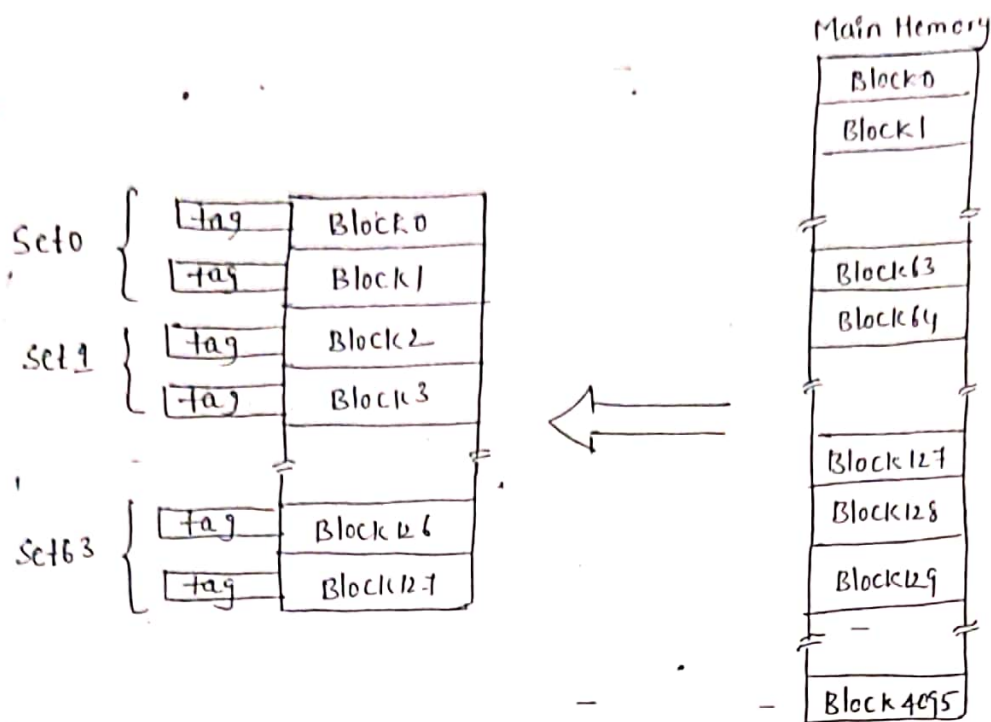 Main Hemory
Block0
Block1
Block63
Block64
Block127
Block128
Block129
Block4095
Set0
tag
Block0
tag
Block1
Set1
tag
Block2
tag
Block3
Set63
tag
Block126
tag
Block127